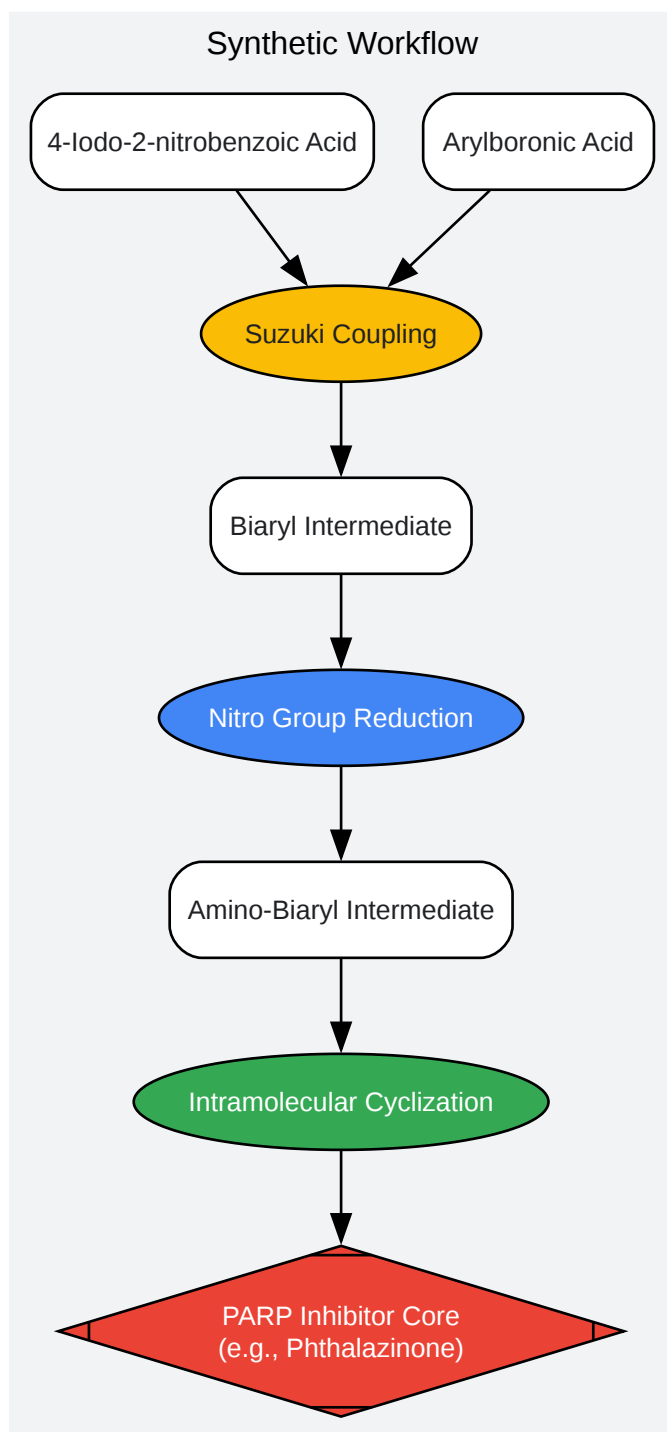 Synthetic Workflow
4-Iodo-2-nitrobenzoic Acid
Arylboronic Acid
Suzuki Coupling
Biaryl Intermediate
Nitro Group Reduction
Amino-Biaryl Intermediate
Intramolecular Cyclization
PARP Inhibitor Core
(e.g., Phthalazinone)